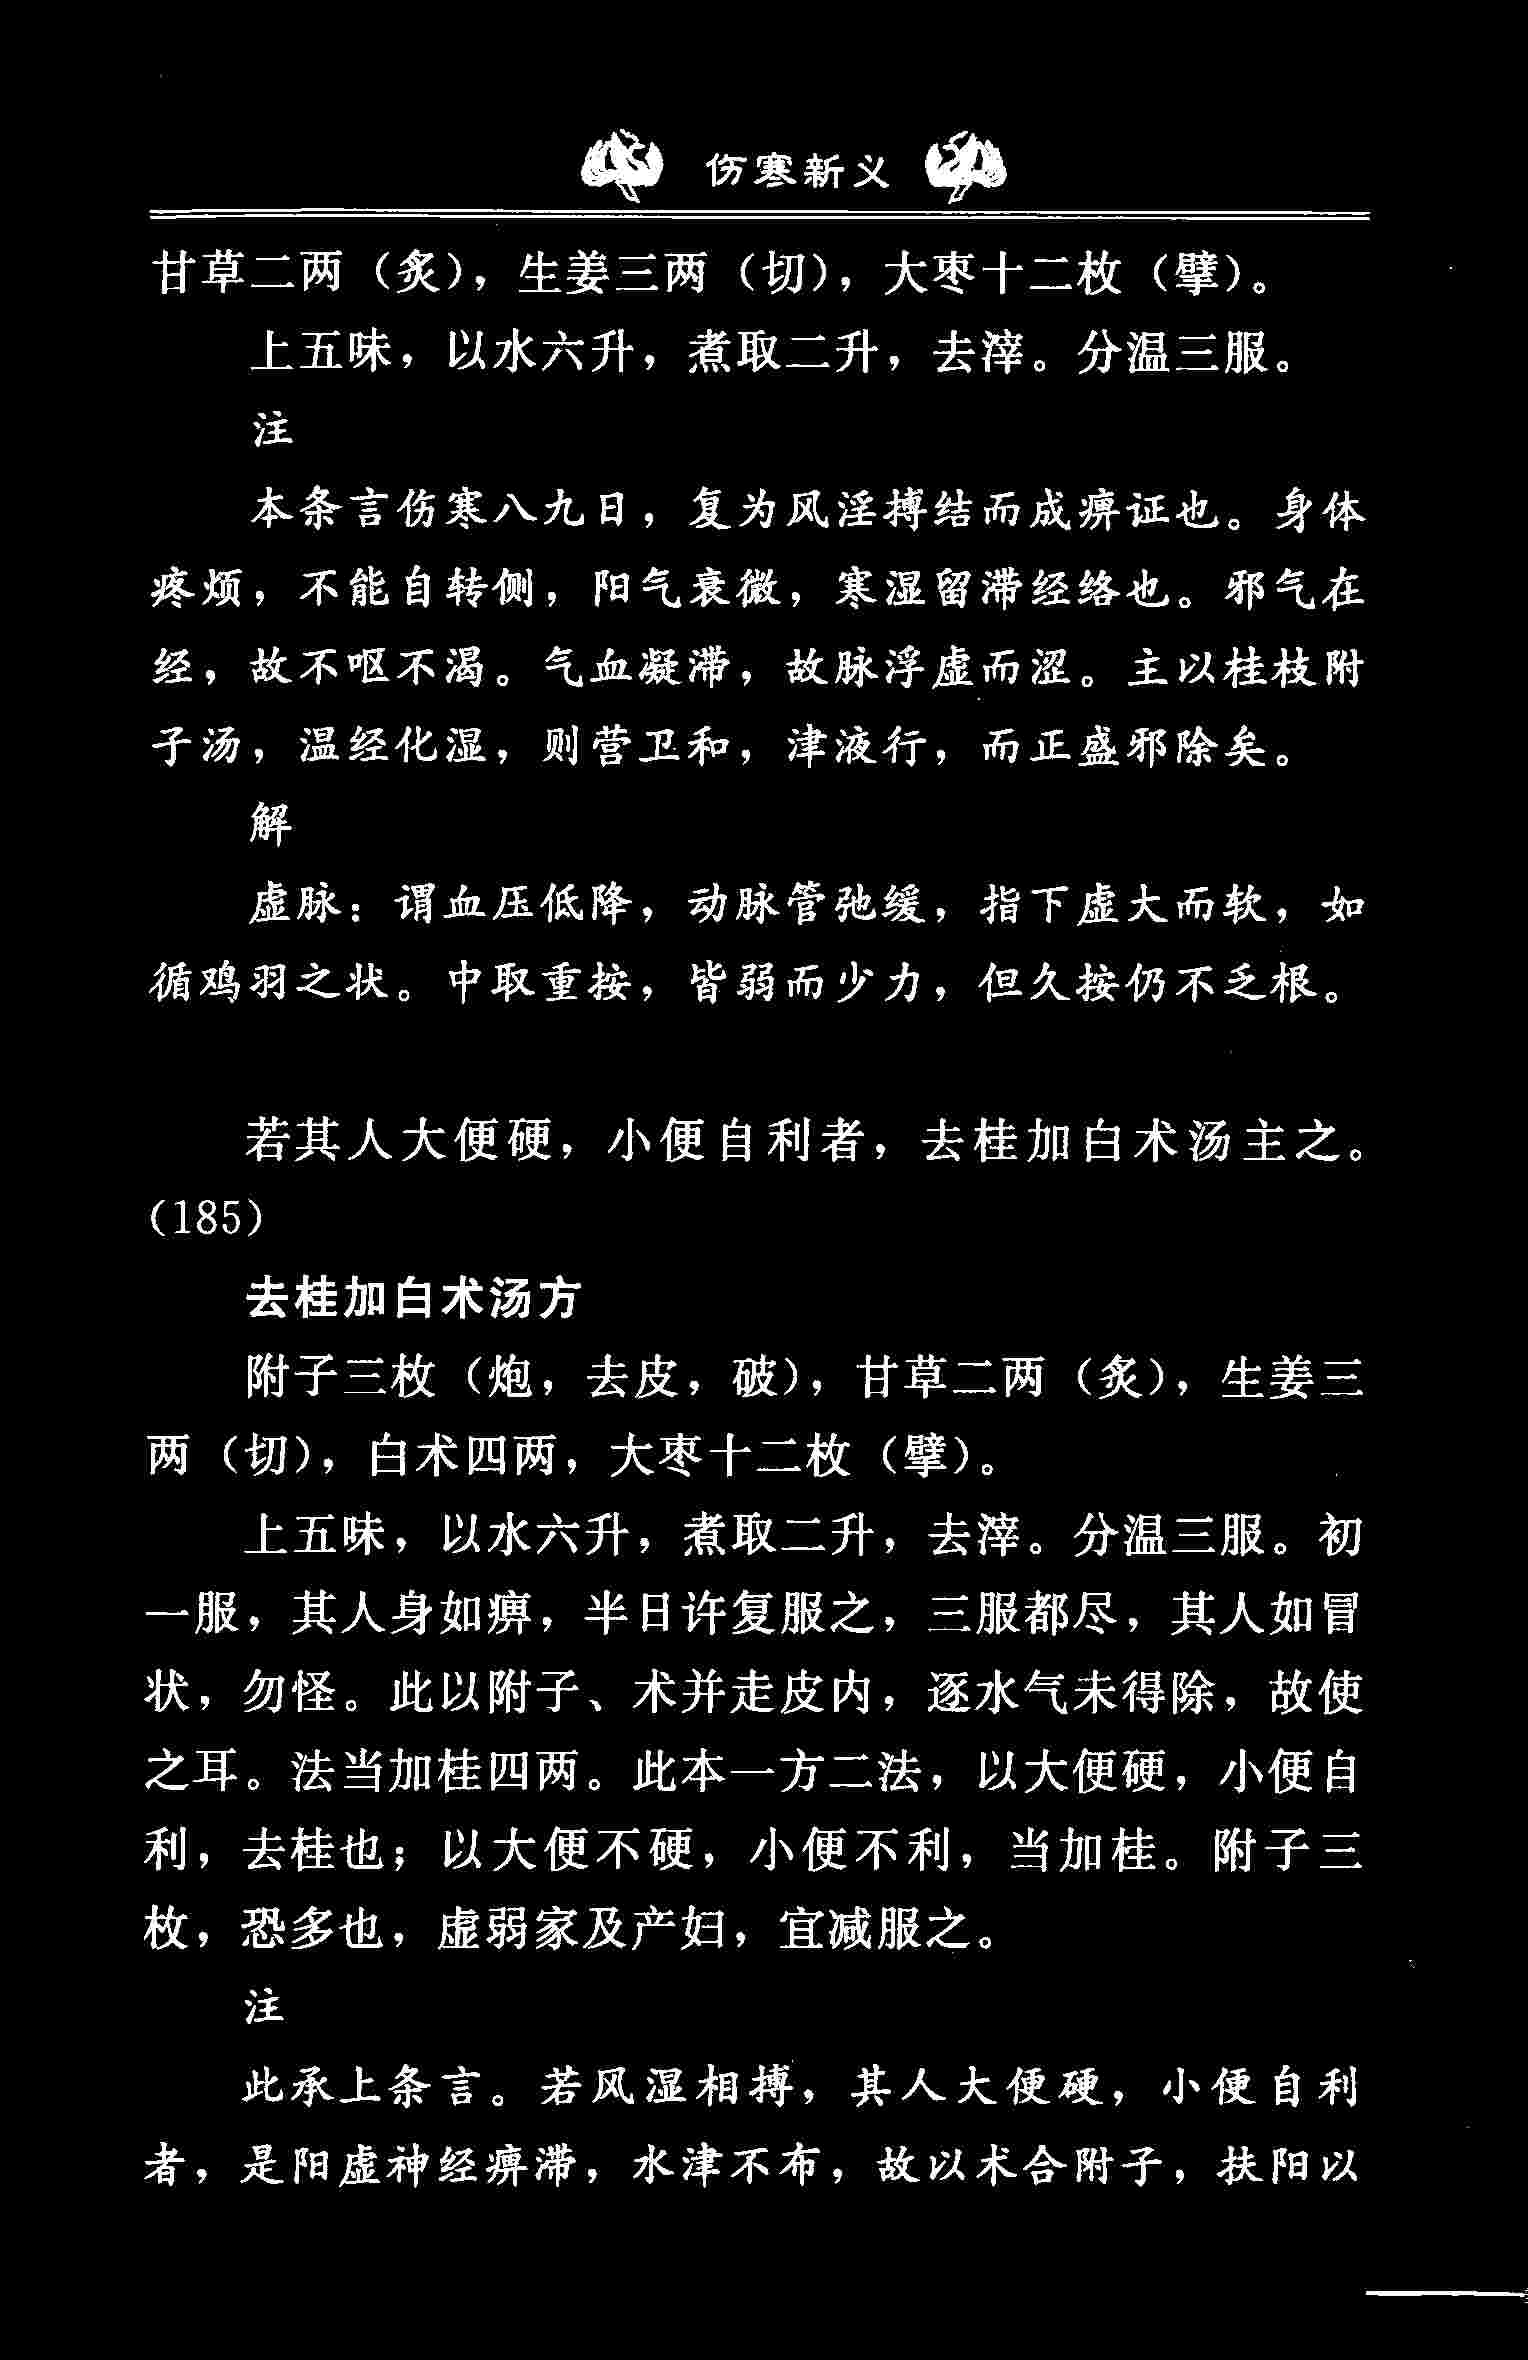 伤寒新义
甘草二两（炙），生姜三两（切），大枣十二枚（擘）。
上五味，以水六升，煮取二升，去滓。分温三服。
注
本条言伤寒八九日，复为风淫搏结而成痹证也。身体
疼烦，不能自转侧，阳气衰微，寒湿留滞经络也。邪气在
经，故不呕不渴。气血凝滞，故脉浮虚而涩。主以桂枝附
子汤，温经化湿，则营卫和，津液行，而正盛邪除矣。
解
虚脉：谓血压低降，动脉管弛缓，指下虚大而软，如
循鸡羽之状。中取重按，皆弱而少力，但久按仍不乏根。
若其人大便硬，小便自利者，去桂加白术汤主之。
(185)
去桂加白术汤方
附子三枚（炮，去皮，破），甘草二两（炙），生姜三
两（切），白术四两，大枣十二枚（擘）。
上五味，以水六升，煮取二升，去滓。分温三服。初
一服，其人身如痹，半日许复服之，三服都尽，其人如冒
状，勿怪。此以附子、术并走皮内，逐水气未得除，故使
之耳。法当加桂四两。此本一方二法，以大便硬，小便自
利，去桂也；以大便不硬，小便不利，当加桂。附子三
枚，恐多也，虚弱家及产妇，宜减服之。
注
此承上条言。若风湿相搏，其人大便硬，小便自利
者，是阳虚神经痹滞，水津不布，故以术合附子，扶阳以